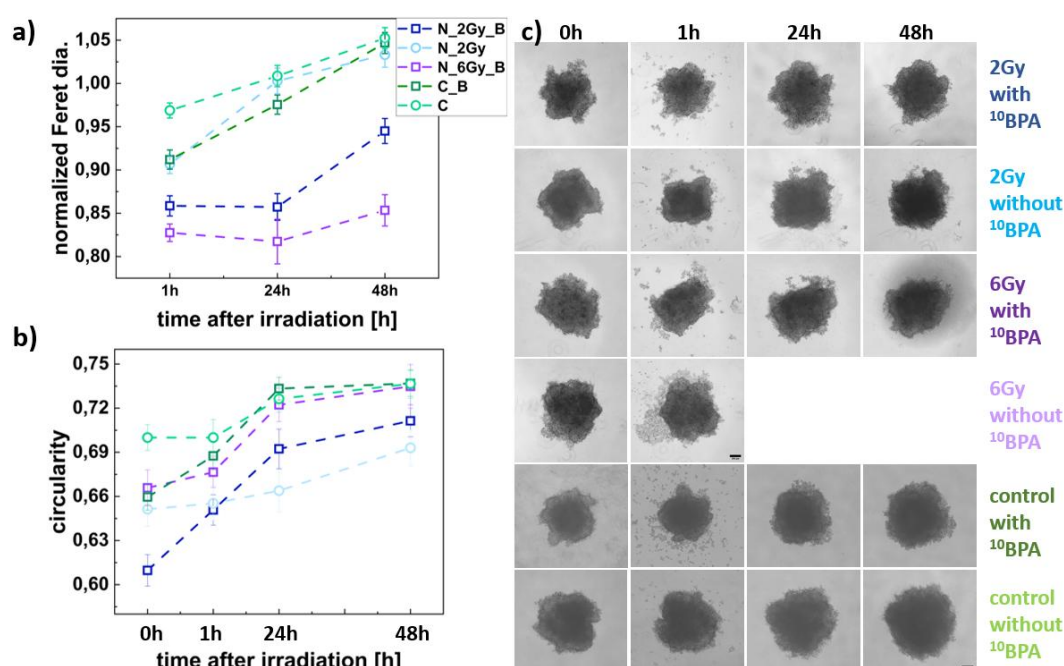 a)
1,05
1,00
0,95
0,90
0,85
0,80
normalized Feret dia.
1h
24h
48h
time after irradiation [h]
N_2Gy_B
N_2Gy
N_6Gy_B
C_B
C
b)
0,75
0,72
0,69
0,66
0,63
0,60
circularity
0h
1h
24h
48h
time after irradiation [h]
c)
0h
1h
24h
48h
2Gy
with
¹⁰BPA
2Gy
without
¹⁰BPA
6Gy
with
¹⁰BPA
6Gy
without
¹⁰BPA
control
with
¹⁰BPA
control
without
¹⁰BPA